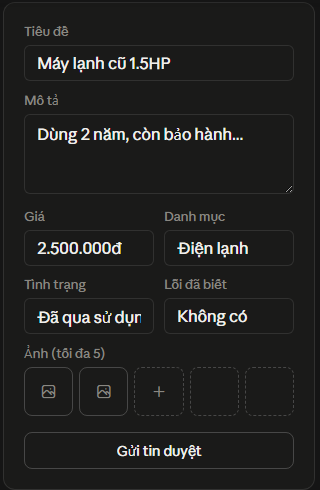 Tiêu đề
Máy lạnh cũ 1.5HP
Mô tả
Dùng 2 năm, còn bảo hành...
Giá
Danh mục
2.500.000đ
Điện lạnh
Tình trạng
Lỗi đã biết
Đã qua sử dụn
Không có
Ảnh (tối đa 5)
Gửi tin duyệt